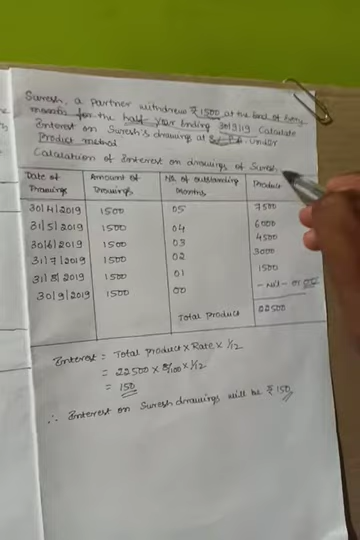 Suresh, a partner withdrew ₹1500 at the End of Every
month for the half year Ending 30/9/19 Calculate
Interest on Suresh's drawings at under
Product method
Calculation of Interest on drawings of Suresh
Date of Drawings Amount of Drawings No. of outstanding Months Product
30/4/2019 1500 05 7500
31/5/2019 1500 04 6000
30/6/2019 1500 03 4500
31/7/2019 1500 02 3000
31/8/2019 1500 01 1500
30/9/2019 1500 00 - Nil - or
Total Product 22500
Interest = Total Product x Rate x 1/12
= 22500 x 8/100 x 1/12
= 150
∴ Interest on Suresh drawings will be ₹150